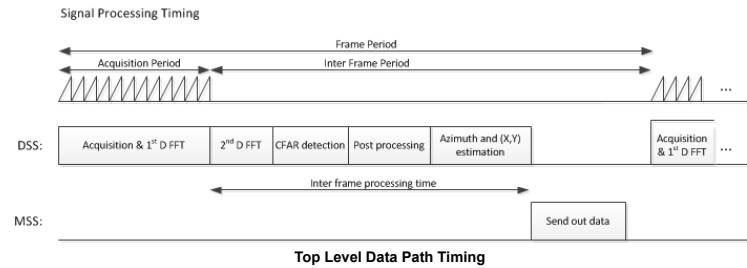 Signal Processing Timing
Frame Period
Acquisition Period
Inter Frame Period
...
DSS:
Acquisition & 1st D FFT
2nd D FFT
CFAR detection
Post processing
Azimuth and (X,Y)
estimation
Acquisition
& 1st D FFT
...
Inter frame processing time
MSS:
Send out data
Top Level Data Path Timing